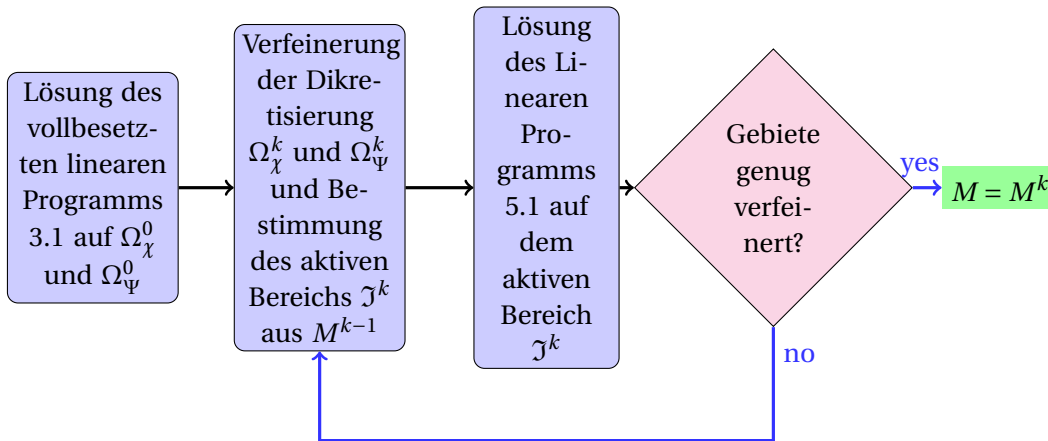 Lösung des
vollbesetz-
ten linearen
Programms
3.1 auf Ω⁰_χ
und Ω⁰_Ψ
Verfeinerung
der Dikre-
tisierung
Ω^k_χ und Ω^k_Ψ
und Be-
stimmung
des aktiven
Bereichs ℑ^k
aus M^{k−1}
Lösung
des Li-
nearen
Pro-
gramms
5.1 auf
dem
aktiven
Bereich
ℑ^k
Gebiete
genug
verfei-
nert?
yes
M = M^k
no